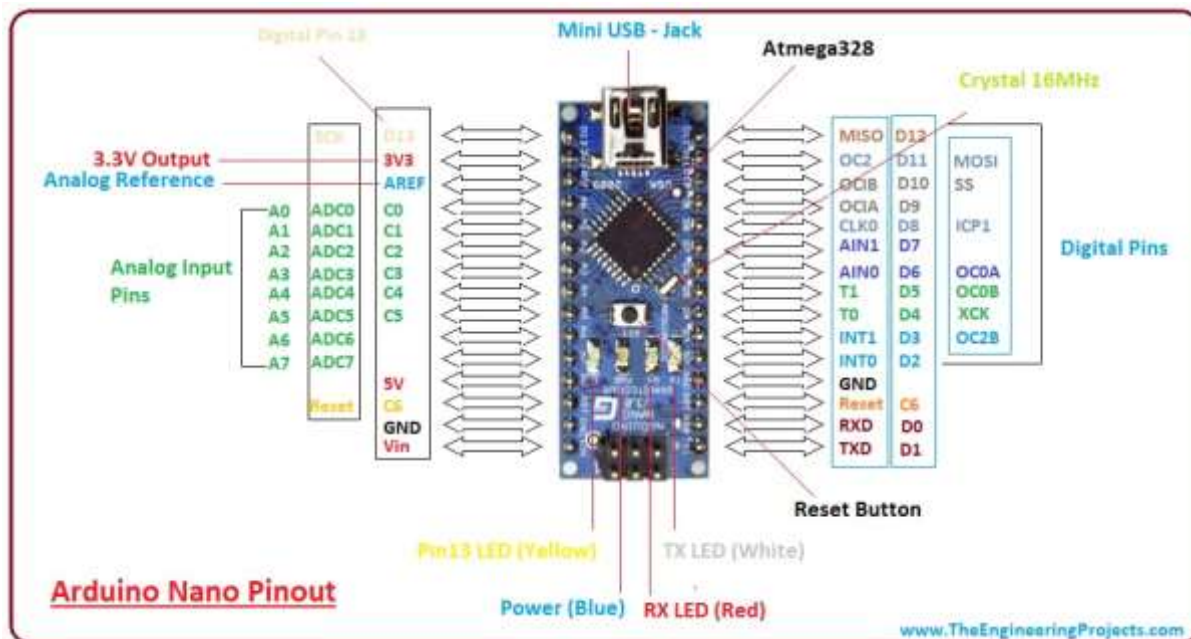 Mini USB - Jack
Digital Pin 13
Atmega328
Crystal 16MHz
SCK D13
3.3V Output 3V3
Analog Reference AREF
A0 ADC0 C0
A1 ADC1 C1
A2 ADC2 C2
A3 ADC3 C3
A4 ADC4 C4
A5 ADC5 C5
A6 ADC6
A7 ADC7
Analog Input
Pins
5V
Reset C6
GND
Vin
MISO D12
OC2 D11 MOSI
OCIB D10 SS
OCIA D9
CLK0 D8 ICP1
AIN1 D7
AIN0 D6 OC0A
T1 D5 OC0B
T0 D4 XCK
INT1 D3 OC2B
INT0 D2
GND
Reset C6
RXD D0
TXD D1
Digital Pins
Reset Button
Pin13 LED (Yellow)
TX LED (White)
Power (Blue)
RX LED (Red)
Arduino Nano Pinout
www.TheEngineeringProjects.com